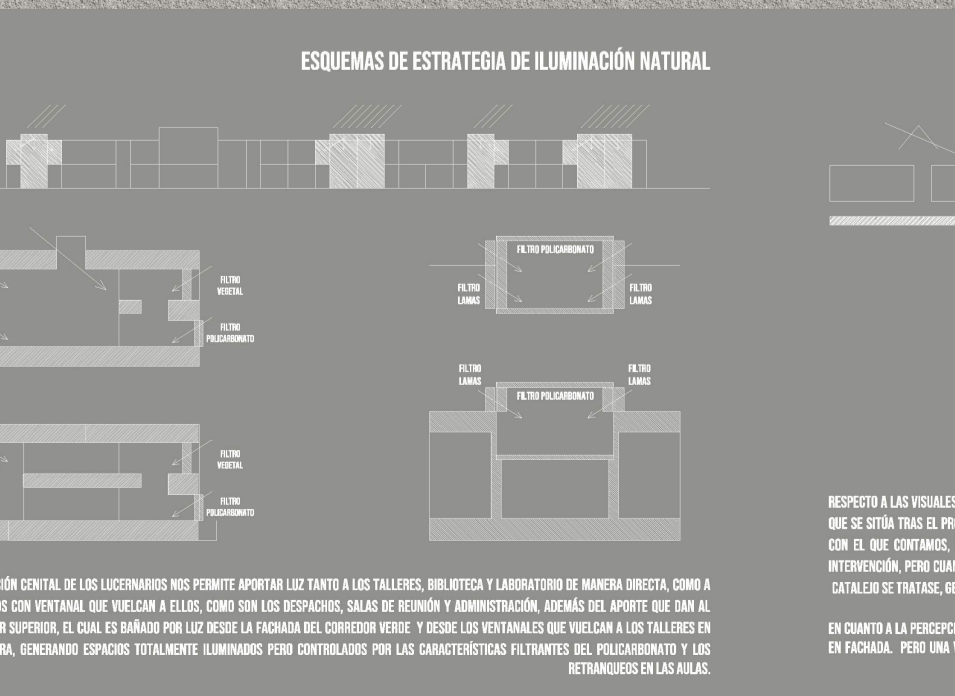 ESQUEMAS DE ESTRATEGIA DE ILUMINACIÓN NATURAL
FILTRO POLICARBONATO
FILTRO
VEGETAL
FILTRO
LAMAS
FILTRO
LAMAS
FILTRO
POLICARBONATO
FILTRO
LAMAS
FILTRO
LAMAS
FILTRO POLICARBONATO
FILTRO
VEGETAL
FILTRO
POLICARBONATO
CIÓN CENITAL DE LOS LUCERNARIOS NOS PERMITE APORTAR LUZ TANTO A LOS TALLERES, BIBLIOTECA Y LABORATORIO DE MANERA DIRECTA, COMO A
OS CON VENTANAL QUE VUELCAN A ELLOS, COMO SON LOS DESPACHOS, SALAS DE REUNIÓN Y ADMINISTRACIÓN, ADEMÁS DEL APORTE QUE DAN AL
R SUPERIOR, EL CUAL ES BAÑADO POR LUZ DESDE LA FACHADA DEL CORREDOR VERDE Y DESDE LOS VENTANALES QUE VUELCAN A LOS TALLERES EN
RA, GENERANDO ESPACIOS TOTALMENTE ILUMINADOS PERO CONTROLADOS POR LAS CARACTERÍSTICAS FILTRANTES DEL POLICARBONATO Y LOS
RETRANQUEOS EN LAS AULAS.
RESPECTO A LAS VISUALES
QUE SE SITÚA TRAS EL PR
CON EL QUE CONTAMOS,
INTERVENCIÓN, PERO CUA
CATALEJO SE TRATASE, GE
EN CUANTO A LA PERCEPC
EN FACHADA. PERO UNA